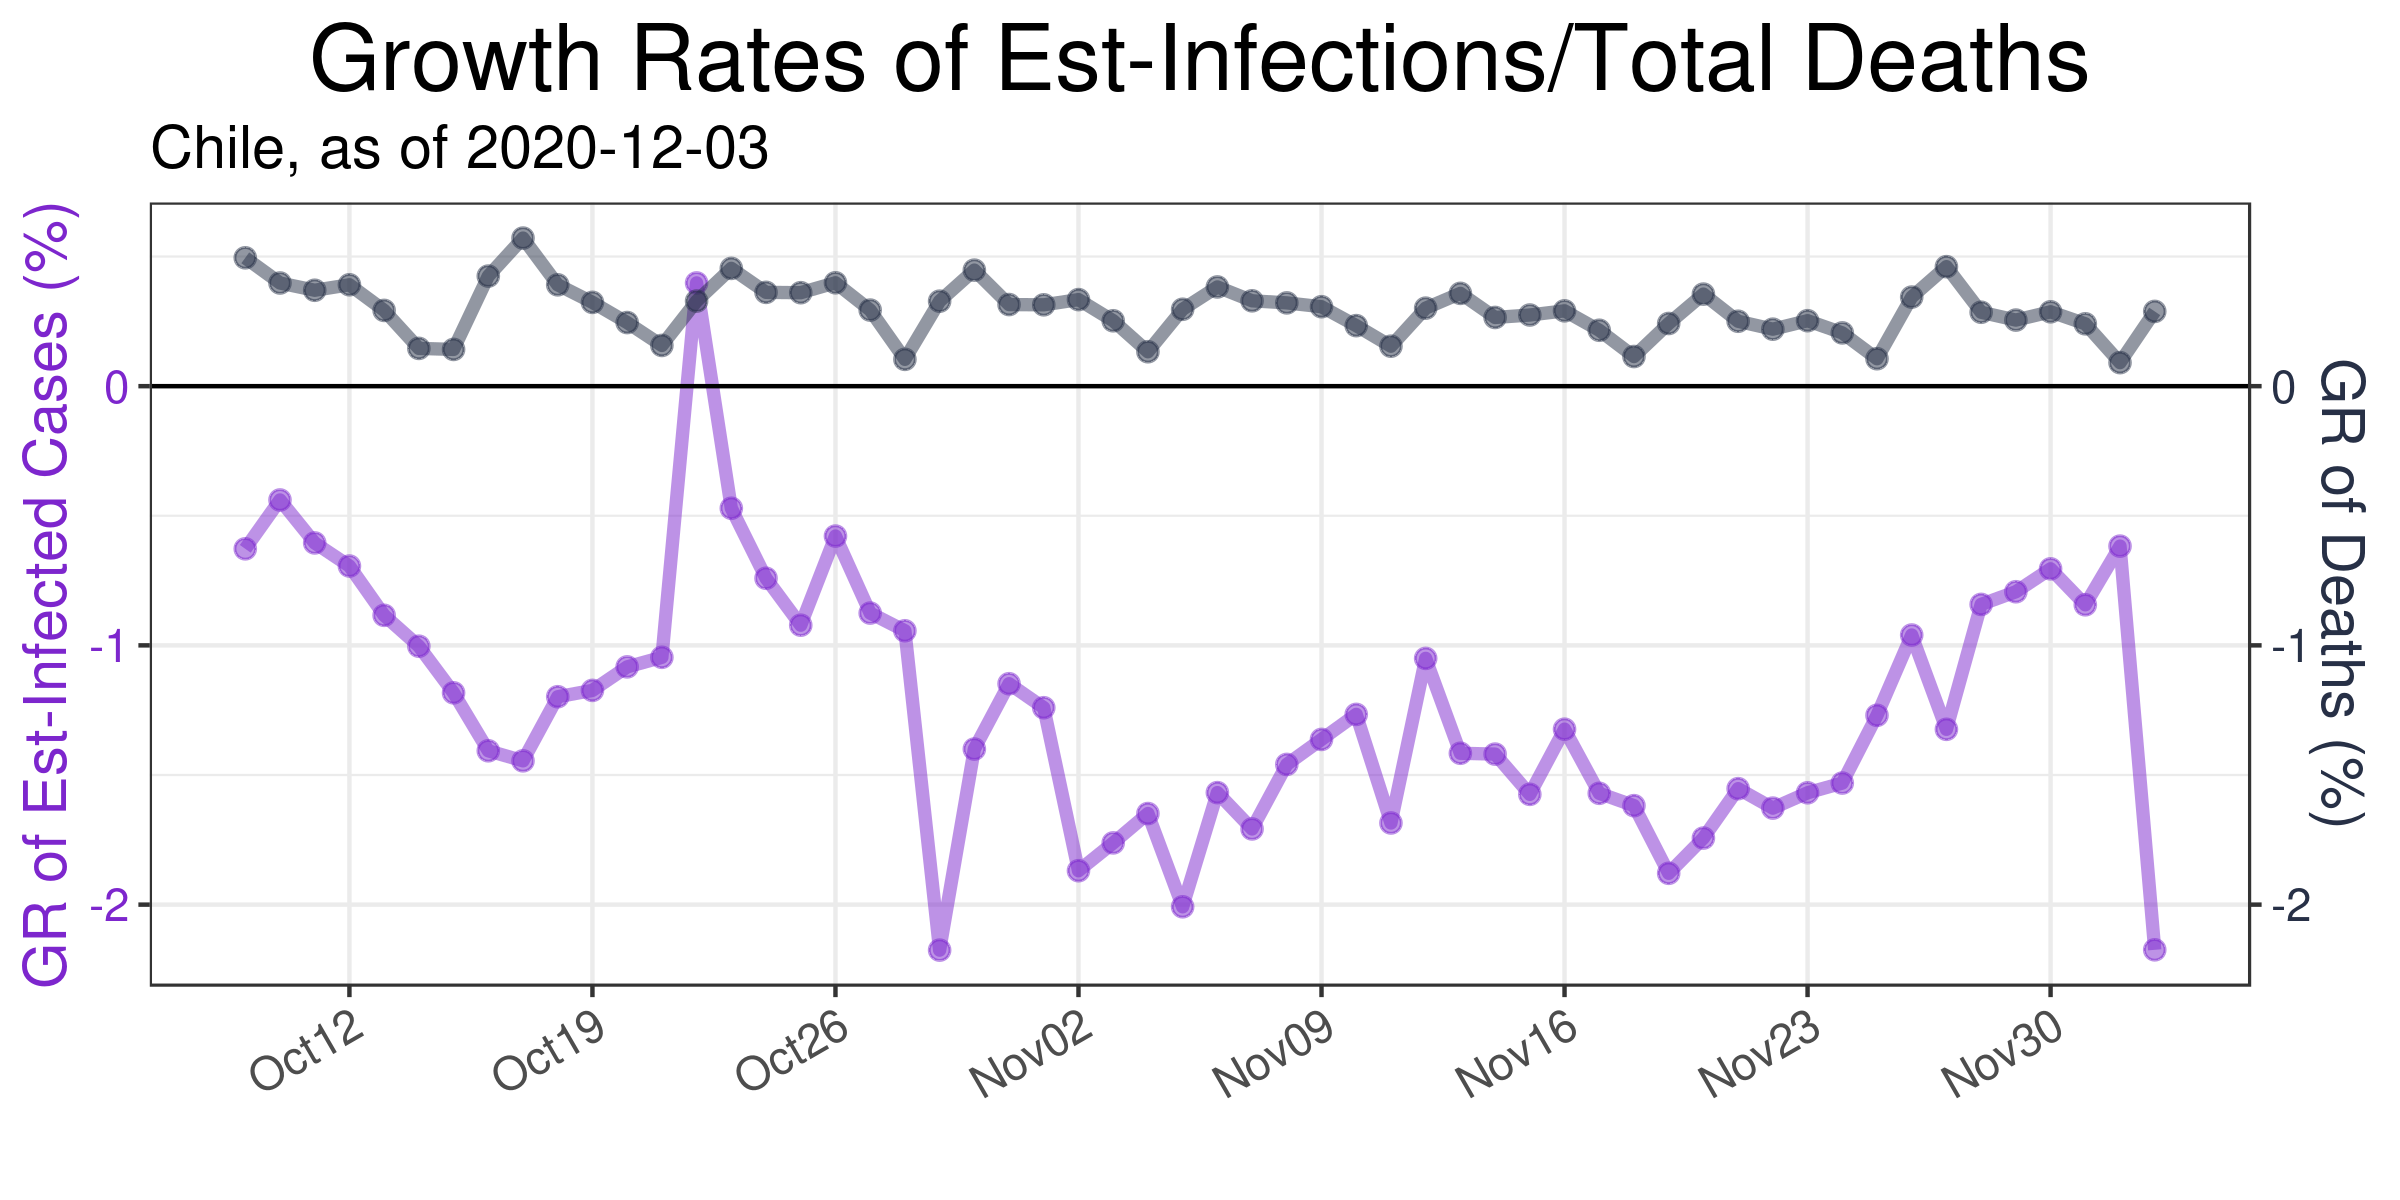 Growth Rates of Est-Infections/Total Deaths
Chile, as of 2020-12-03
GR of Est-Infected Cases (%)
0
-1
-2
0
-1
-2
GR of Deaths (%)
Oct12
Oct19
Oct26
Nov02
Nov09
Nov16
Nov23
Nov30